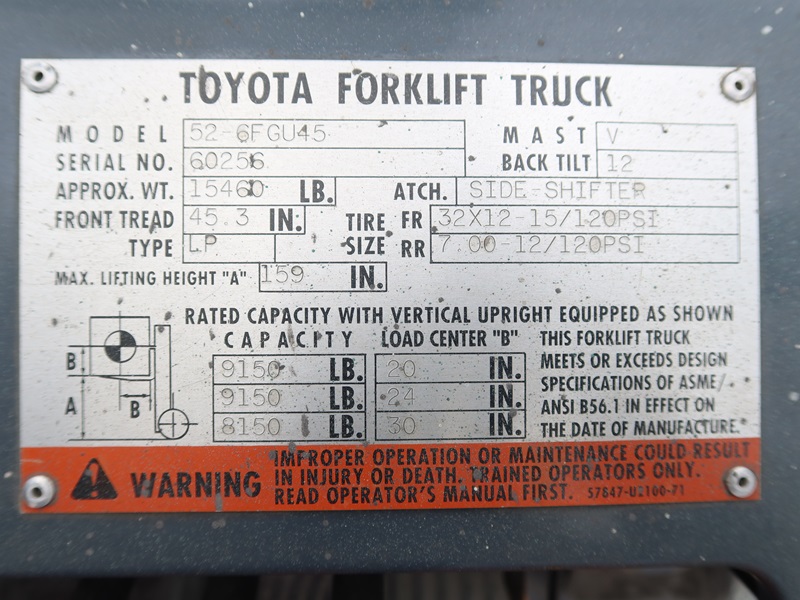 TOYOTA FORKLIFT TRUCK
MODEL 52-6FGU45 MAST V
SERIAL NO. 60256 BACK TILT 12
APPROX. WT. 15460 LB. ATCH. SIDE-SHIFTER
FRONT TREAD 45.3 IN. TIRE SIZE FR 32X12-15/120PSI
TYPE LP RR 7.00-12/120PSI
MAX. LIFTING HEIGHT "A" 159 IN.
RATED CAPACITY WITH VERTICAL UPRIGHT EQUIPPED AS SHOWN
CAPACITY LOAD CENTER "B" THIS FORKLIFT TRUCK
B 9150 LB. 20 IN. MEETS OR EXCEEDS DESIGN
SPECIFICATIONS OF ASME/
A B 9150 LB. 24 IN. ANSI B56.1 IN EFFECT ON
8150 LB. 30 IN. THE DATE OF MANUFACTURE.
WARNING
IMPROPER OPERATION OR MAINTENANCE COULD RESULT
IN INJURY OR DEATH. TRAINED OPERATORS ONLY.
READ OPERATOR'S MANUAL FIRST. 57847-U2100-71